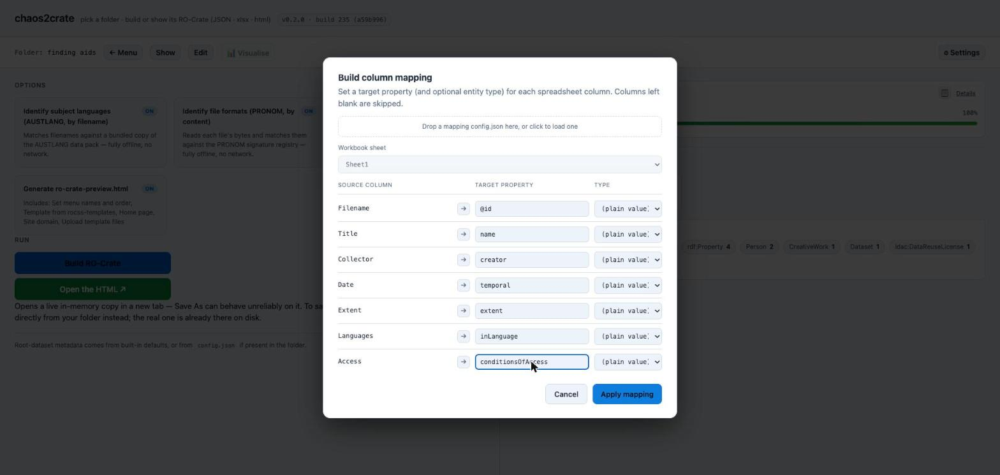 chaos2crate pick a folder · build or show its RO-Crate (JSON · xlsx · html) v0.2.0 · build 235 (a59b996)
Folder: finding aids ← Menu Show Edit 📊 Visualise ⚙ Settings
OPTIONS
Identify subject languages (AUSTLANG, by filename) ON
Matches filenames against a bundled copy of
the AUSTLANG data pack — fully offline, no
network.
Identify file formats (PRONOM, by content) ON
Reads each file's bytes and matches them
against the PRONOM signature registry —
fully offline, no network.
Generate ro-crate-preview.html ON
Includes: Set menu names and order,
Template from rocss-templates, Home page,
Site domain, Upload template files
RUN
Build RO-Crate
Open the HTML ↗
Opens a live in-memory copy in a new tab — Save As can behave unreliably on it. To sa
directly from your folder instead; the real one is already there on disk.
Root-dataset metadata comes from built-in defaults, or from config.json if present in the folder.
Build column mapping
Set a target property (and optional entity type) for each spreadsheet column. Columns left
blank are skipped.
Drop a mapping config.json here, or click to load one
Workbook sheet
Sheet1
SOURCE COLUMN TARGET PROPERTY TYPE
Filename → @id (plain value)
Title → name (plain value)
Collector → creator (plain value)
Date → temporal (plain value)
Extent → extent (plain value)
Languages → inLanguage (plain value)
Access → conditionsOfAccess (plain value)
Cancel Apply mapping
Details
100%
rdf:Property 4 Person 2 CreativeWork 1 Dataset 1 ldac:DataReuseLicense 1